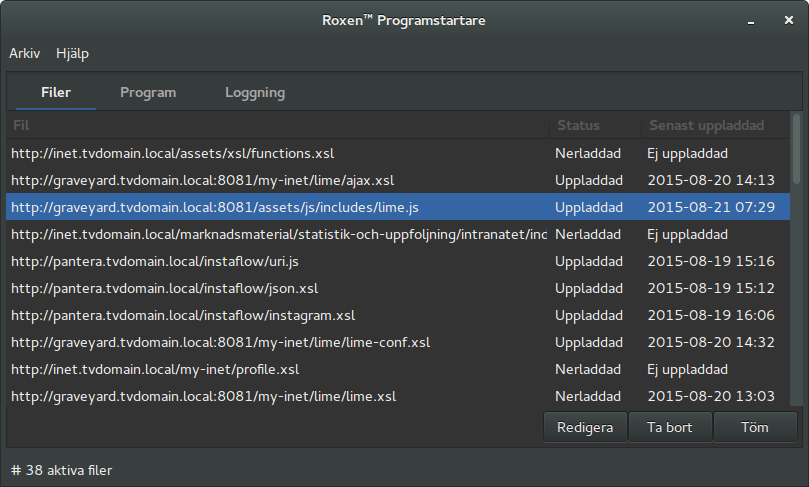 Roxen™ Programstartare
Arkiv Hjälp
Filer Program Loggning
Fil Status Senast uppladdad
http://inet.tvdomain.local/assets/xsl/functions.xsl Nerladdad Ej uppladdad
http://graveyard.tvdomain.local:8081/my-inet/lime/ajax.xsl Uppladdad 2015-08-20 14:13
http://graveyard.tvdomain.local:8081/assets/js/includes/lime.js Uppladdad 2015-08-21 07:29
http://inet.tvdomain.local/marknadsmaterial/statistik-och-uppfoljning/intranatet/ind Nerladdad Ej uppladdad
http://pantera.tvdomain.local/instaflow/uri.js Uppladdad 2015-08-19 15:16
http://pantera.tvdomain.local/instaflow/json.xsl Uppladdad 2015-08-19 15:12
http://pantera.tvdomain.local/instaflow/instagram.xsl Uppladdad 2015-08-19 16:06
http://graveyard.tvdomain.local:8081/my-inet/lime/lime-conf.xsl Uppladdad 2015-08-20 14:32
http://inet.tvdomain.local/my-inet/profile.xsl Nerladdad Ej uppladdad
http://graveyard.tvdomain.local:8081/my-inet/lime/lime.xsl Nerladdad 2015-08-20 13:03
Redigera Ta bort Töm
# 38 aktiva filer